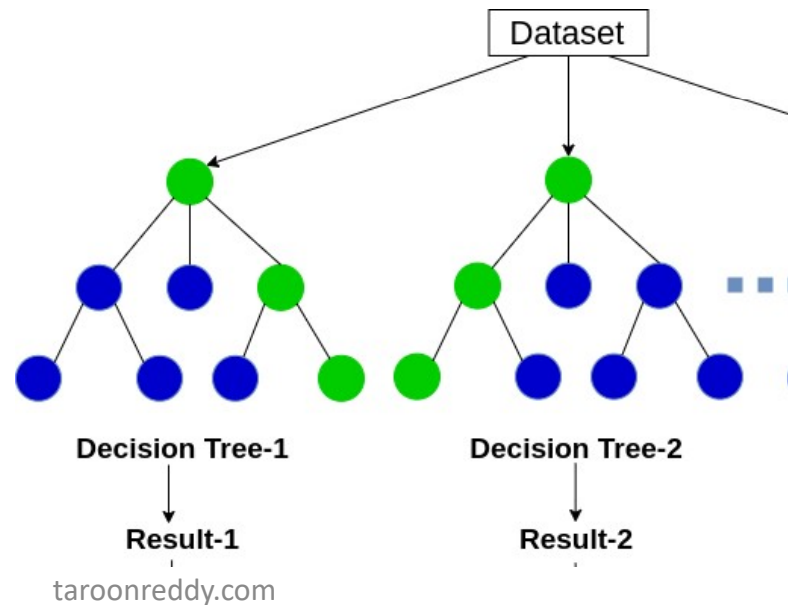 Dataset
Decision Tree-1
Decision Tree-2
Result-1
Result-2
taroonreddy.com